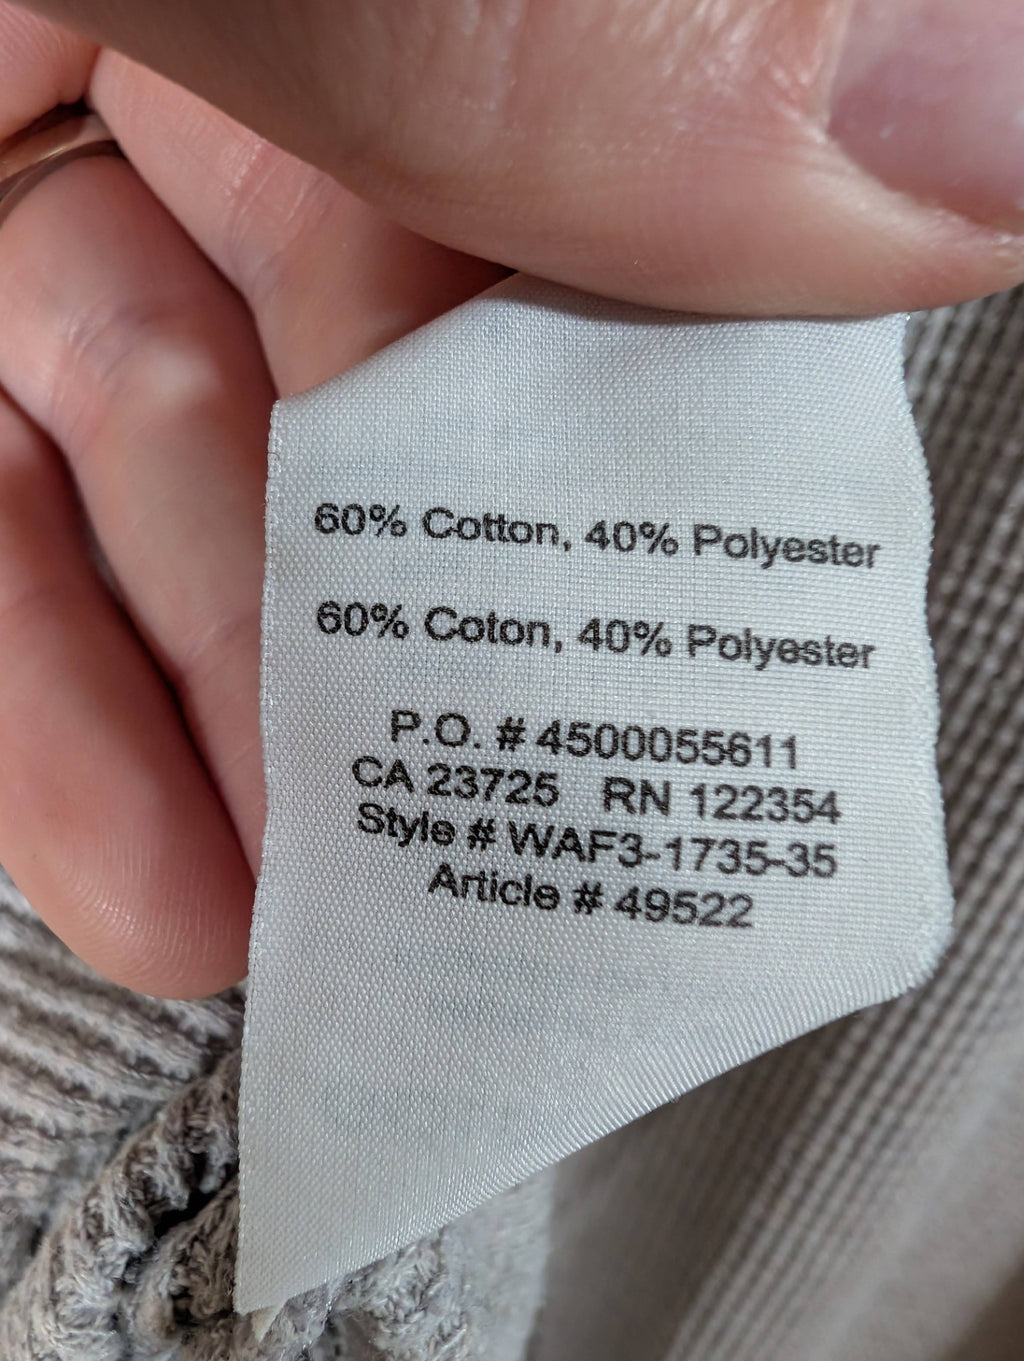 60% Cotton, 40% Polyester
60% Coton, 40% Polyester
P.O. # 4500055611
CA 23725 RN 122354
Style # WAF3-1735-35
Article # 49522